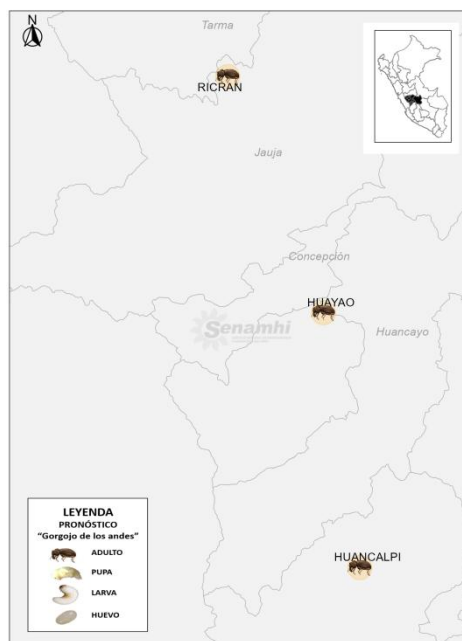 N
Tarma
RICRAN
Jauja
Concepción
HUAYAO
Senamhi
Huancayo
HUANCALPI
LEYENDA
PRONÓSTICO
"Gorgojo de los andes"
ADULTO
PUPA
LARVA
HUEVO